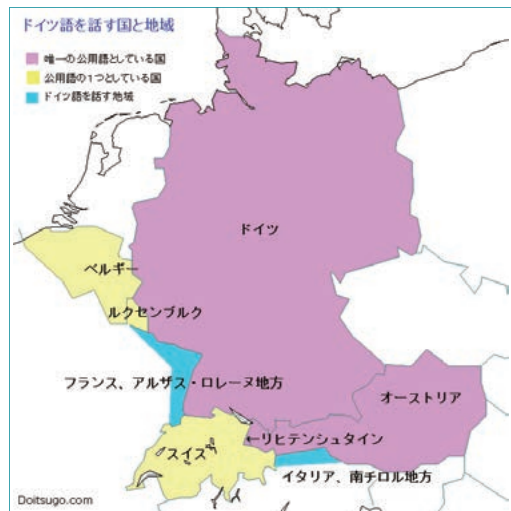 ドイツ語を話す国と地域
唯一の公用語としている国
公用語の1つとしている国
ドイツ語を話す地域
ドイツ
ベルギー
ルクセンブルク
フランス、アルザス・ロレーヌ地方
オーストリア
←リヒテンシュタイン
スイス
イタリア、南チロル地方
Doitsugo.com